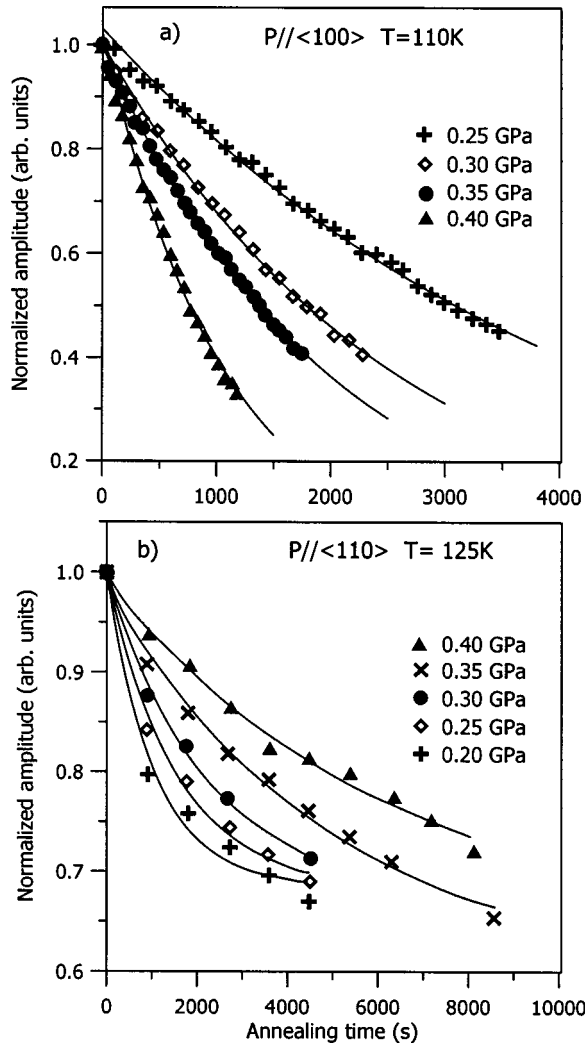 a) P//<100> T=110K
1.0
0.8
0.6
0.4
0.2
Normalized amplitude (arb. units)
0.25 GPa
0.30 GPa
0.35 GPa
0.40 GPa
0 1000 2000 3000 4000
b) P//<110> T= 125K
1.0
0.9
0.8
0.7
0.6
Normalized amplitude (arb. units)
0.40 GPa
0.35 GPa
0.30 GPa
0.25 GPa
0.20 GPa
0 2000 4000 6000 8000 10000
Annealing time (s)